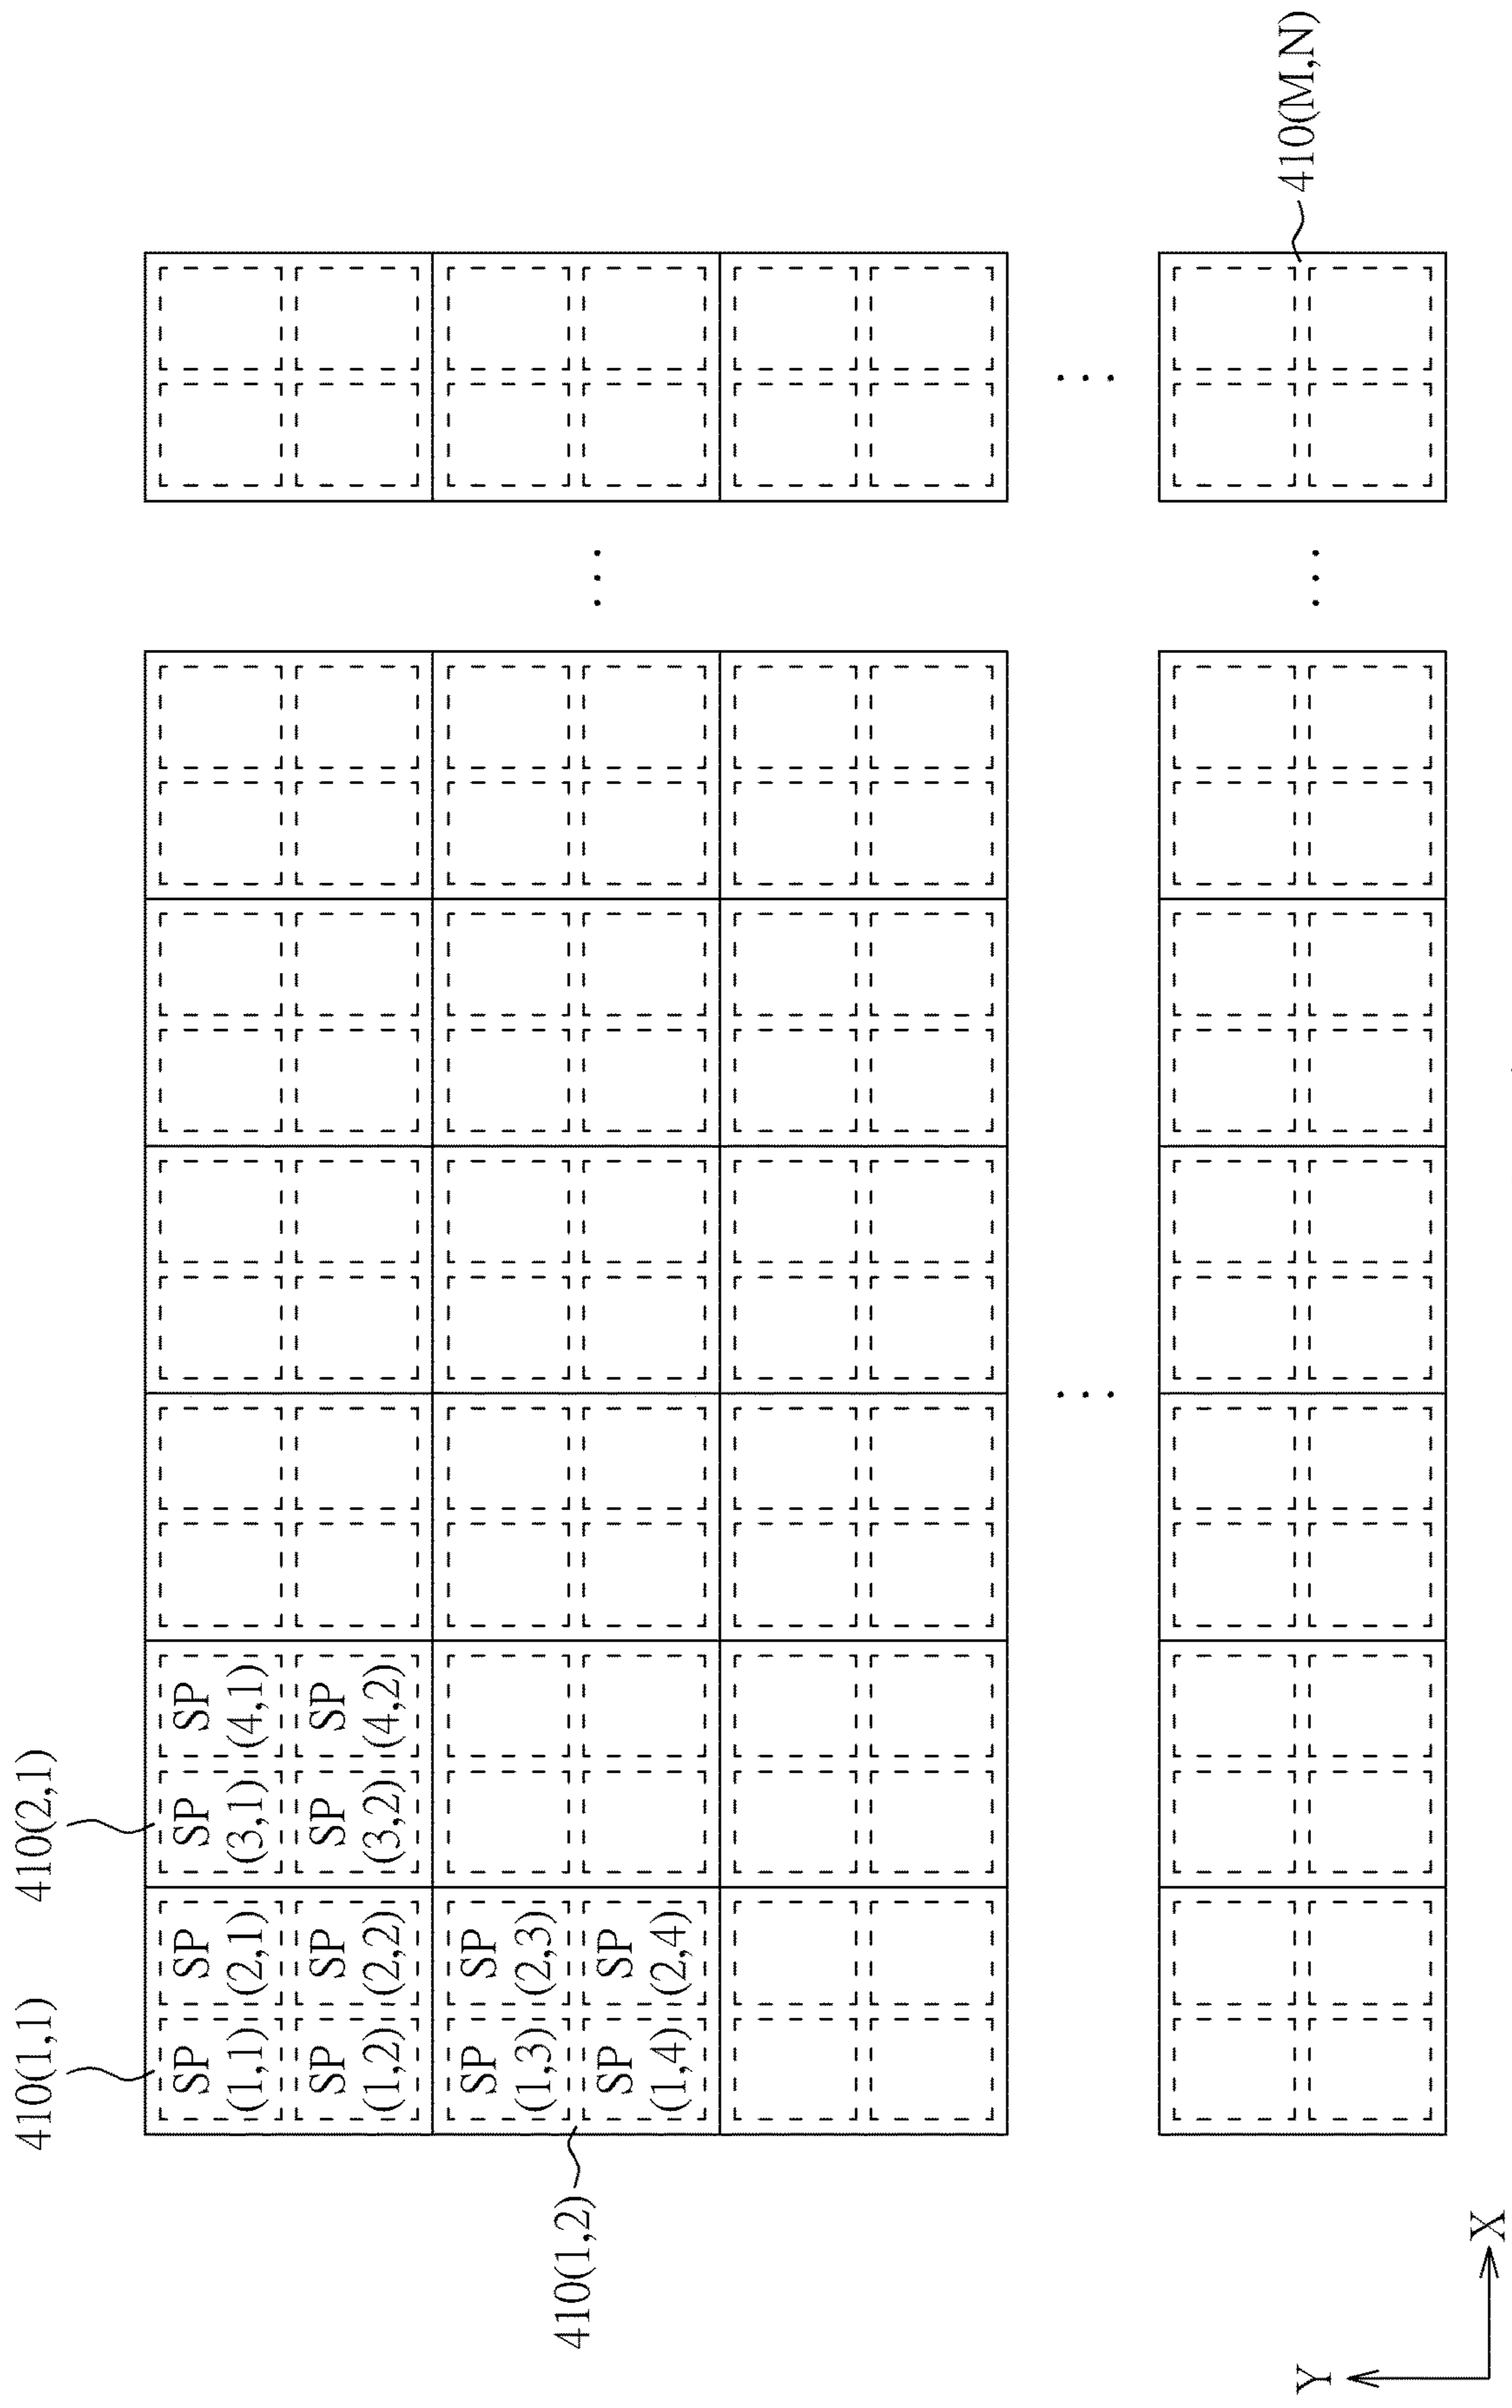 410(1,1)
410(2,1)
SP
(1,1)
SP
(2,1)
SP
(3,1)
SP
(4,1)
SP
(1,2)
SP
(2,2)
SP
(3,2)
SP
(4,2)
410(1,2)
SP
(1,3)
SP
(2,3)
SP
(1,4)
SP
(2,4)
410(M,N)
Y
X